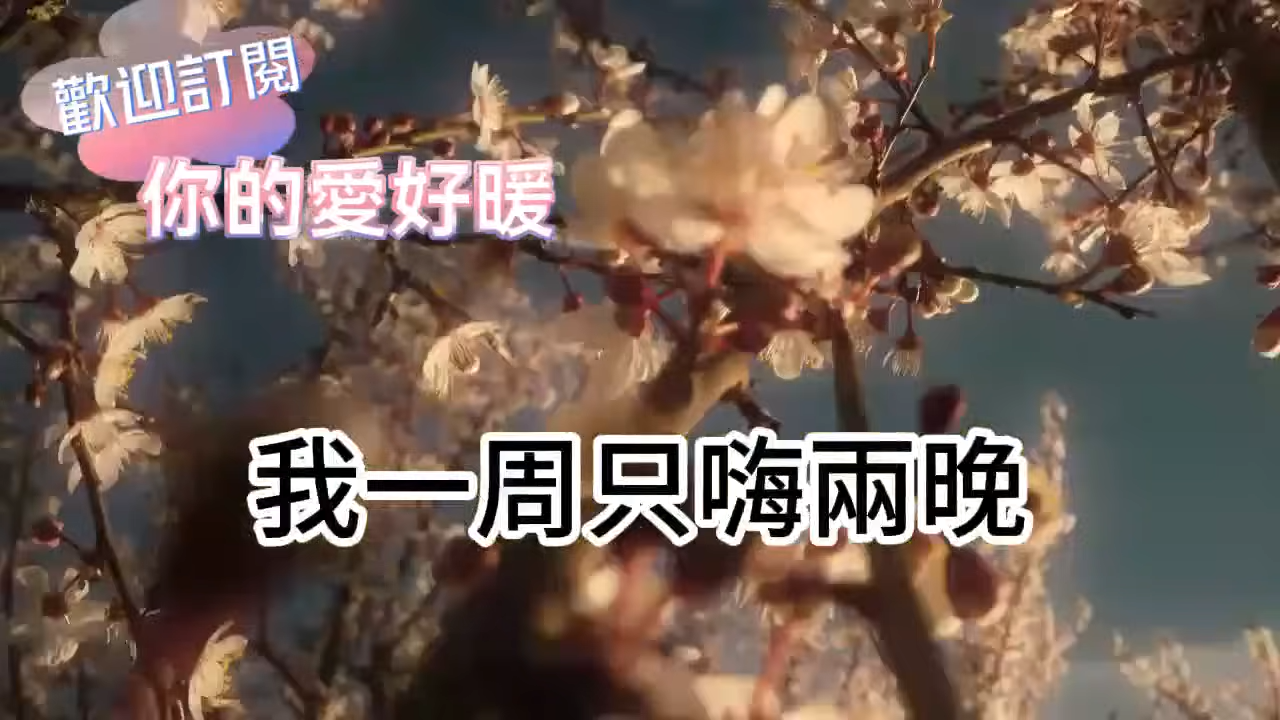 歡迎訂閱
你的愛好暖
我一周只嗨兩晚